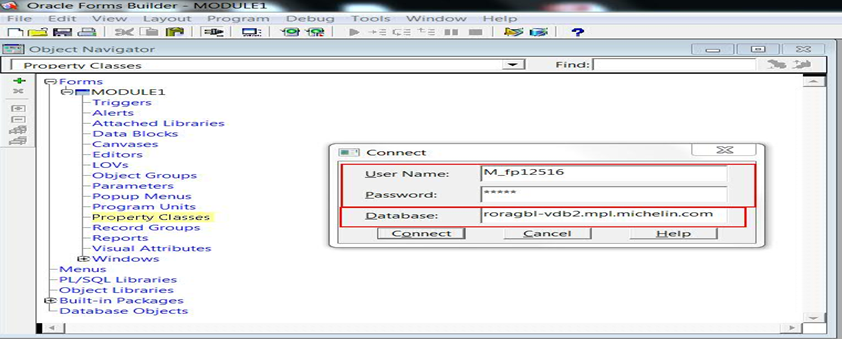 Oracle Forms Builder - MODULE1
File Edit View Layout Program Debug Tools Window Help
Object Navigator
Property Classes Find:
Forms
MODULE1
Triggers
Alerts
Attached Libraries
Data Blocks
Canvases
Editors
LOVs
Object Groups
Parameters
Popup Menus
Program Units
Property Classes
Record Groups
Reports
Visual Attributes
Windows
Menus
PL/SQL Libraries
Object Libraries
Built-in Packages
Database Objects
Connect
User Name: M_fp12516
Password: *****
Database: roragbl-vdb2.mpl.michelin.com
Connect Cancel Help